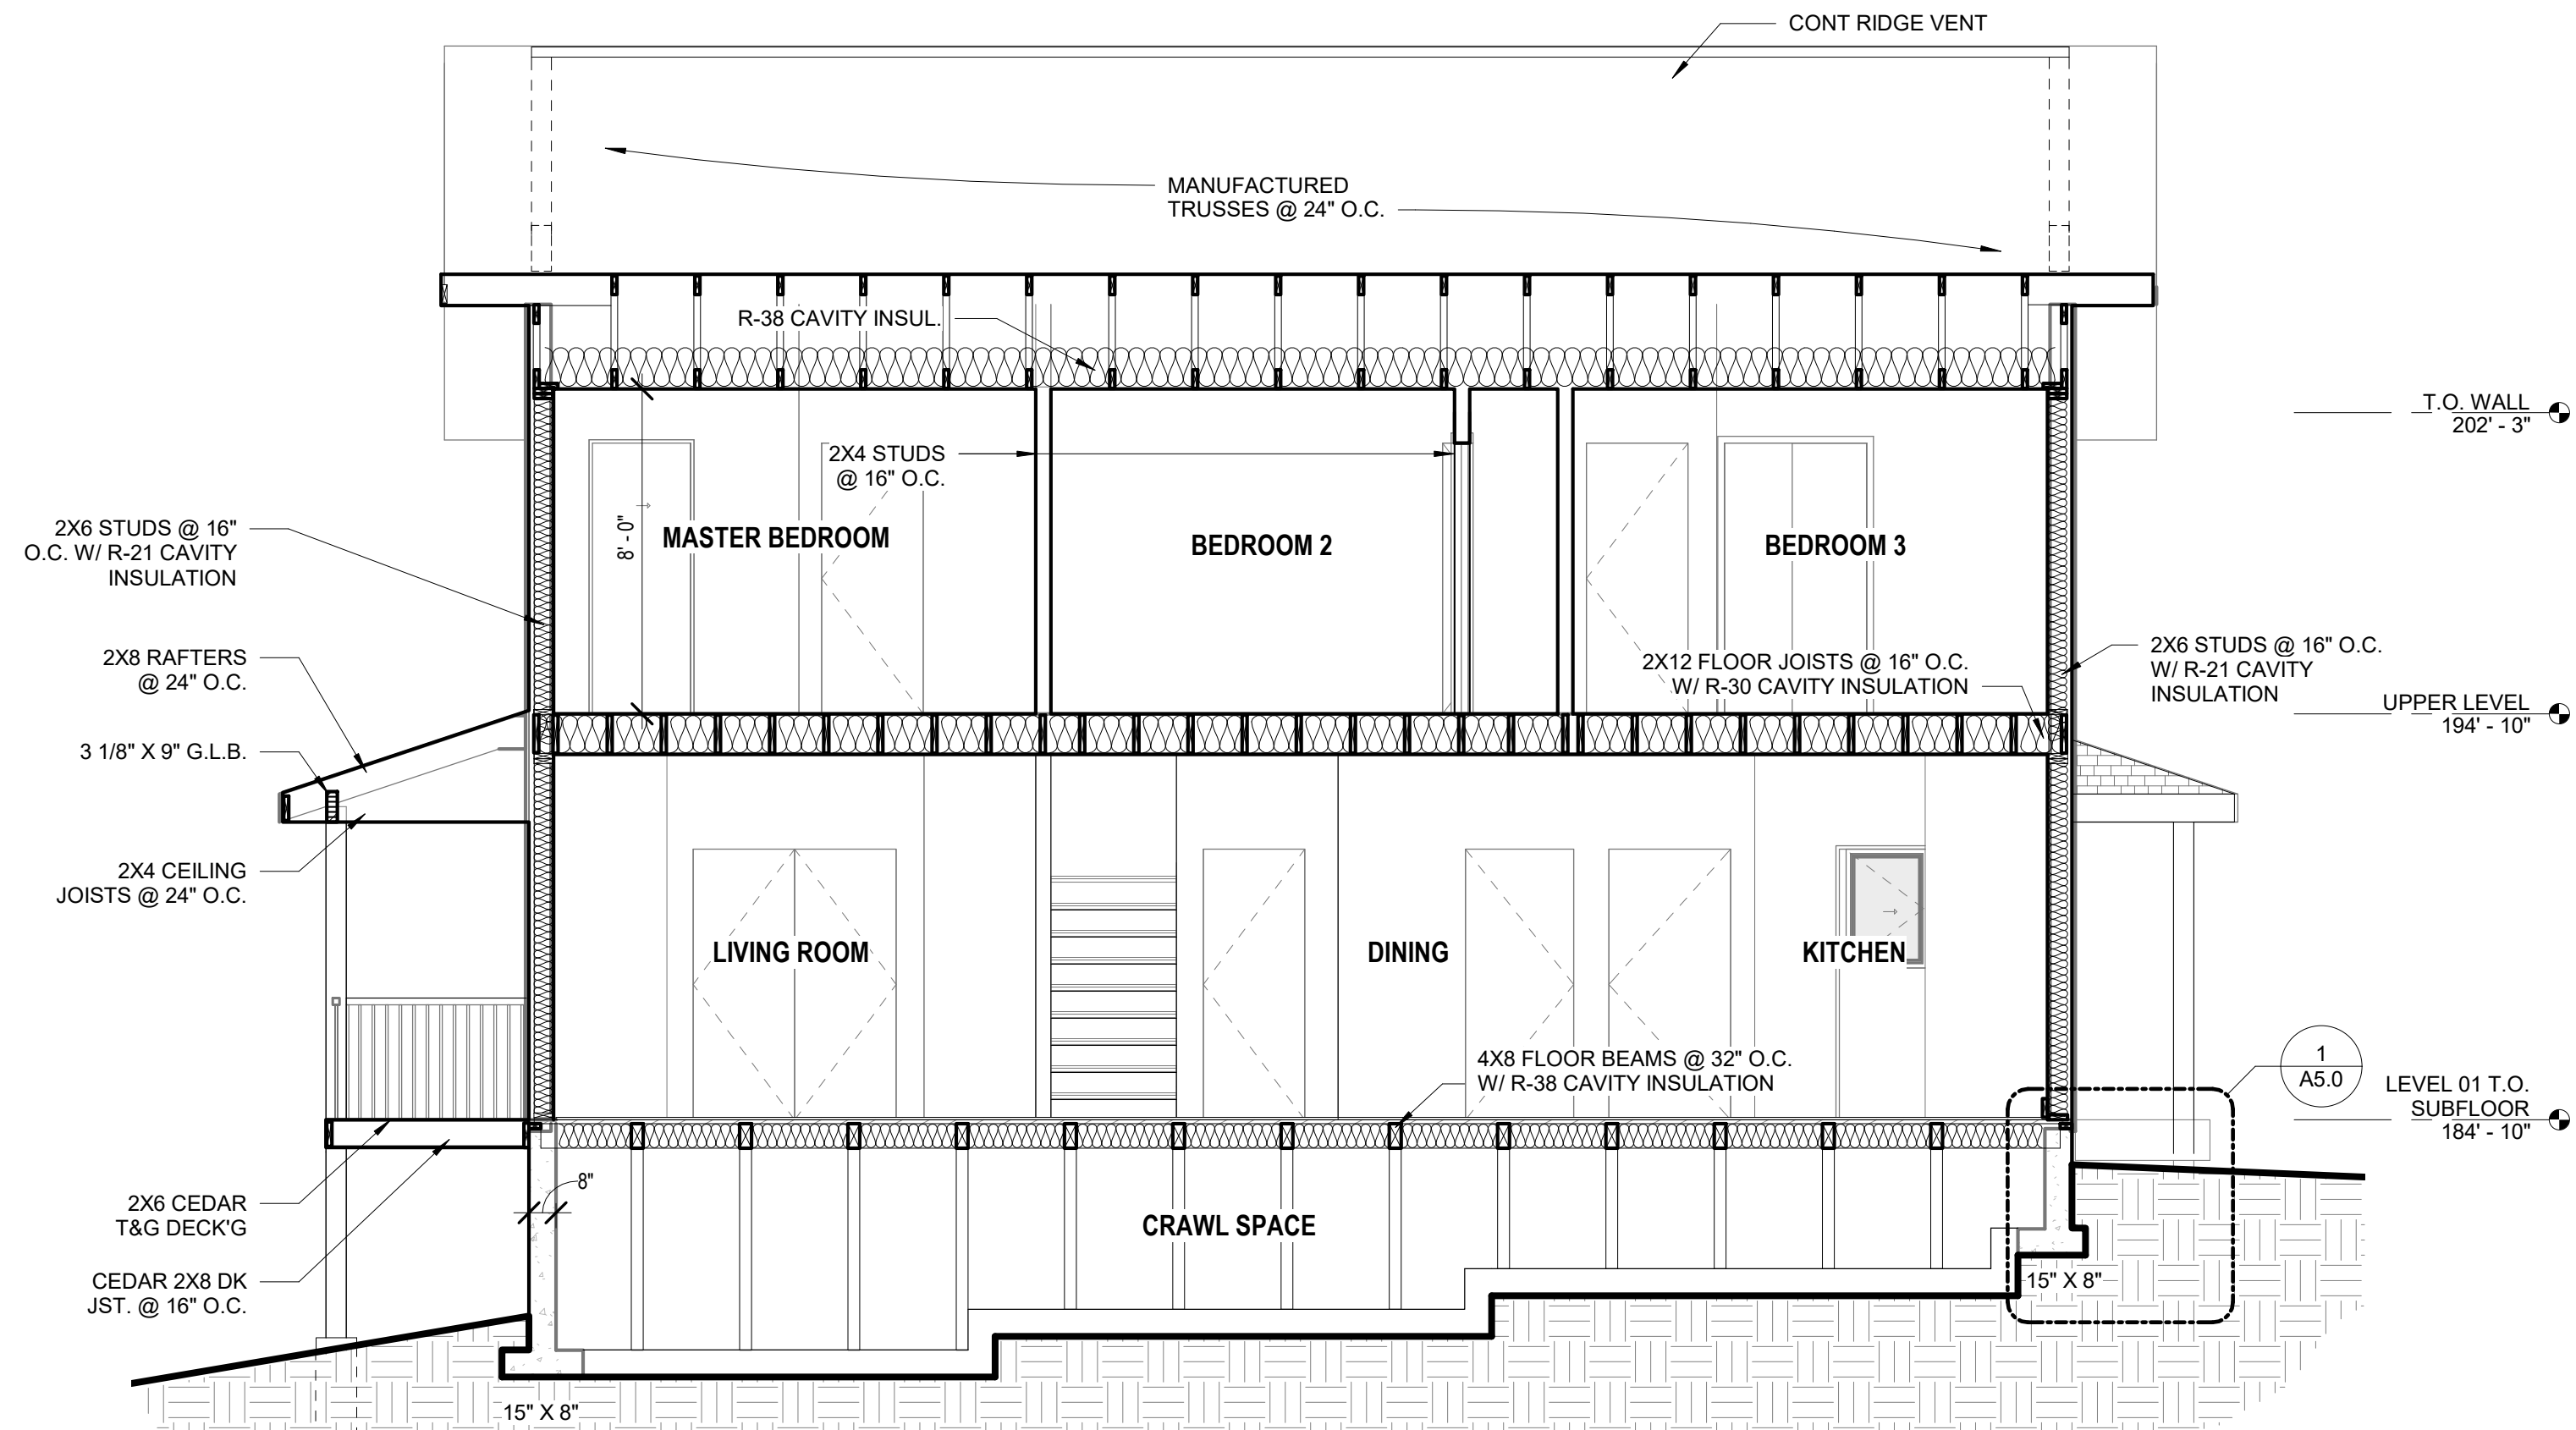 CONT RIDGE VENT
MANUFACTURED
TRUSSES @ 24" O.C.
R-38 CAVITY INSUL.
T.O. WALL
202' - 3"
2X4 STUDS
@ 16" O.C.
8' - 0"
MASTER BEDROOM
BEDROOM 2
BEDROOM 3
2X6 STUDS @ 16"
O.C. W/ R-21 CAVITY
INSULATION
2X8 RAFTERS
@ 24" O.C.
2X12 FLOOR JOISTS @ 16" O.C.
W/ R-30 CAVITY INSULATION
2X6 STUDS @ 16" O.C.
W/ R-21 CAVITY
INSULATION
UPPER LEVEL
194' - 10"
3 1/8" X 9" G.L.B.
2X4 CEILING
JOISTS @ 24" O.C.
LIVING ROOM
DINING
KITCHEN
4X8 FLOOR BEAMS @ 32" O.C.
W/ R-38 CAVITY INSULATION
1
A5.0
LEVEL 01 T.O.
SUBFLOOR
184' - 10"
2X6 CEDAR
T&G DECK'G
8"
CRAWL SPACE
CEDAR 2X8 DK
JST. @ 16" O.C.
15" X 8"
15" X 8"